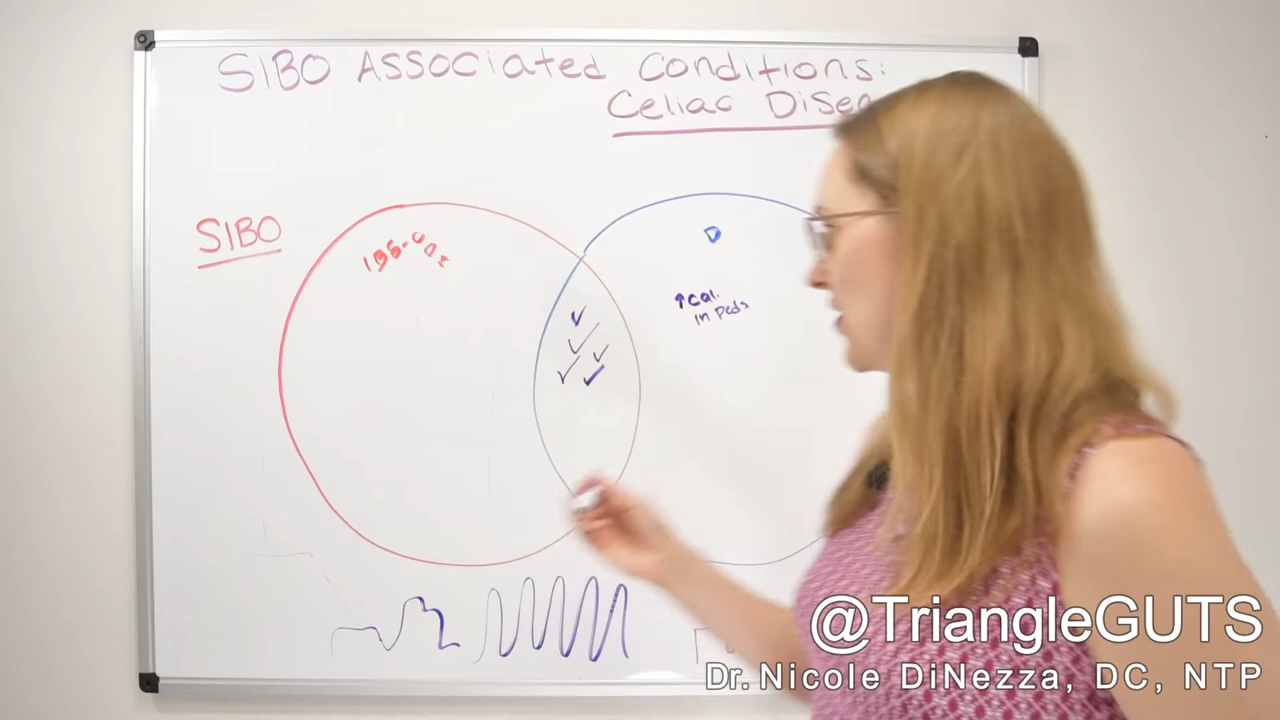 SIBO Associated Conditions:
Celiac Disea
SIBO
IBS-
D
↑Cal.
in Peds
@TriangleGUTS
Dr. Nicole DiNezza, DC, NTP